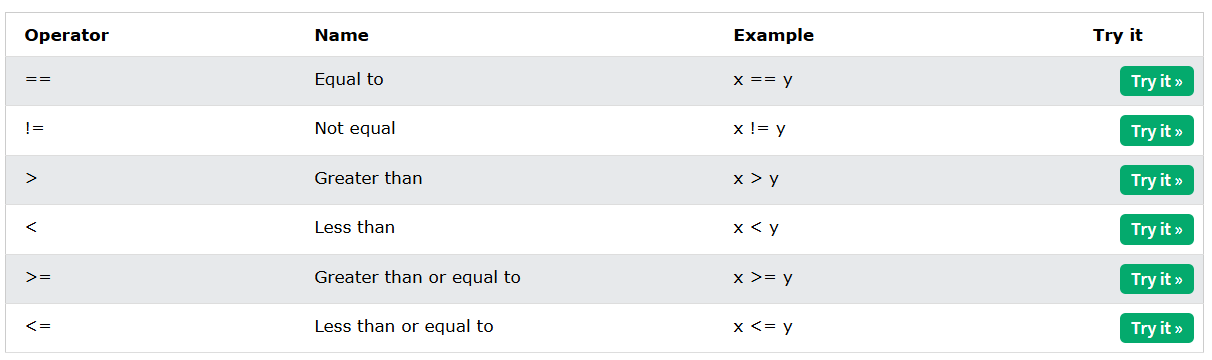 Operator Name Example Try it
== Equal to x == y Try it »
!= Not equal x != y Try it »
> Greater than x > y Try it »
< Less than x < y Try it »
>= Greater than or equal to x >= y Try it »
<= Less than or equal to x <= y Try it »